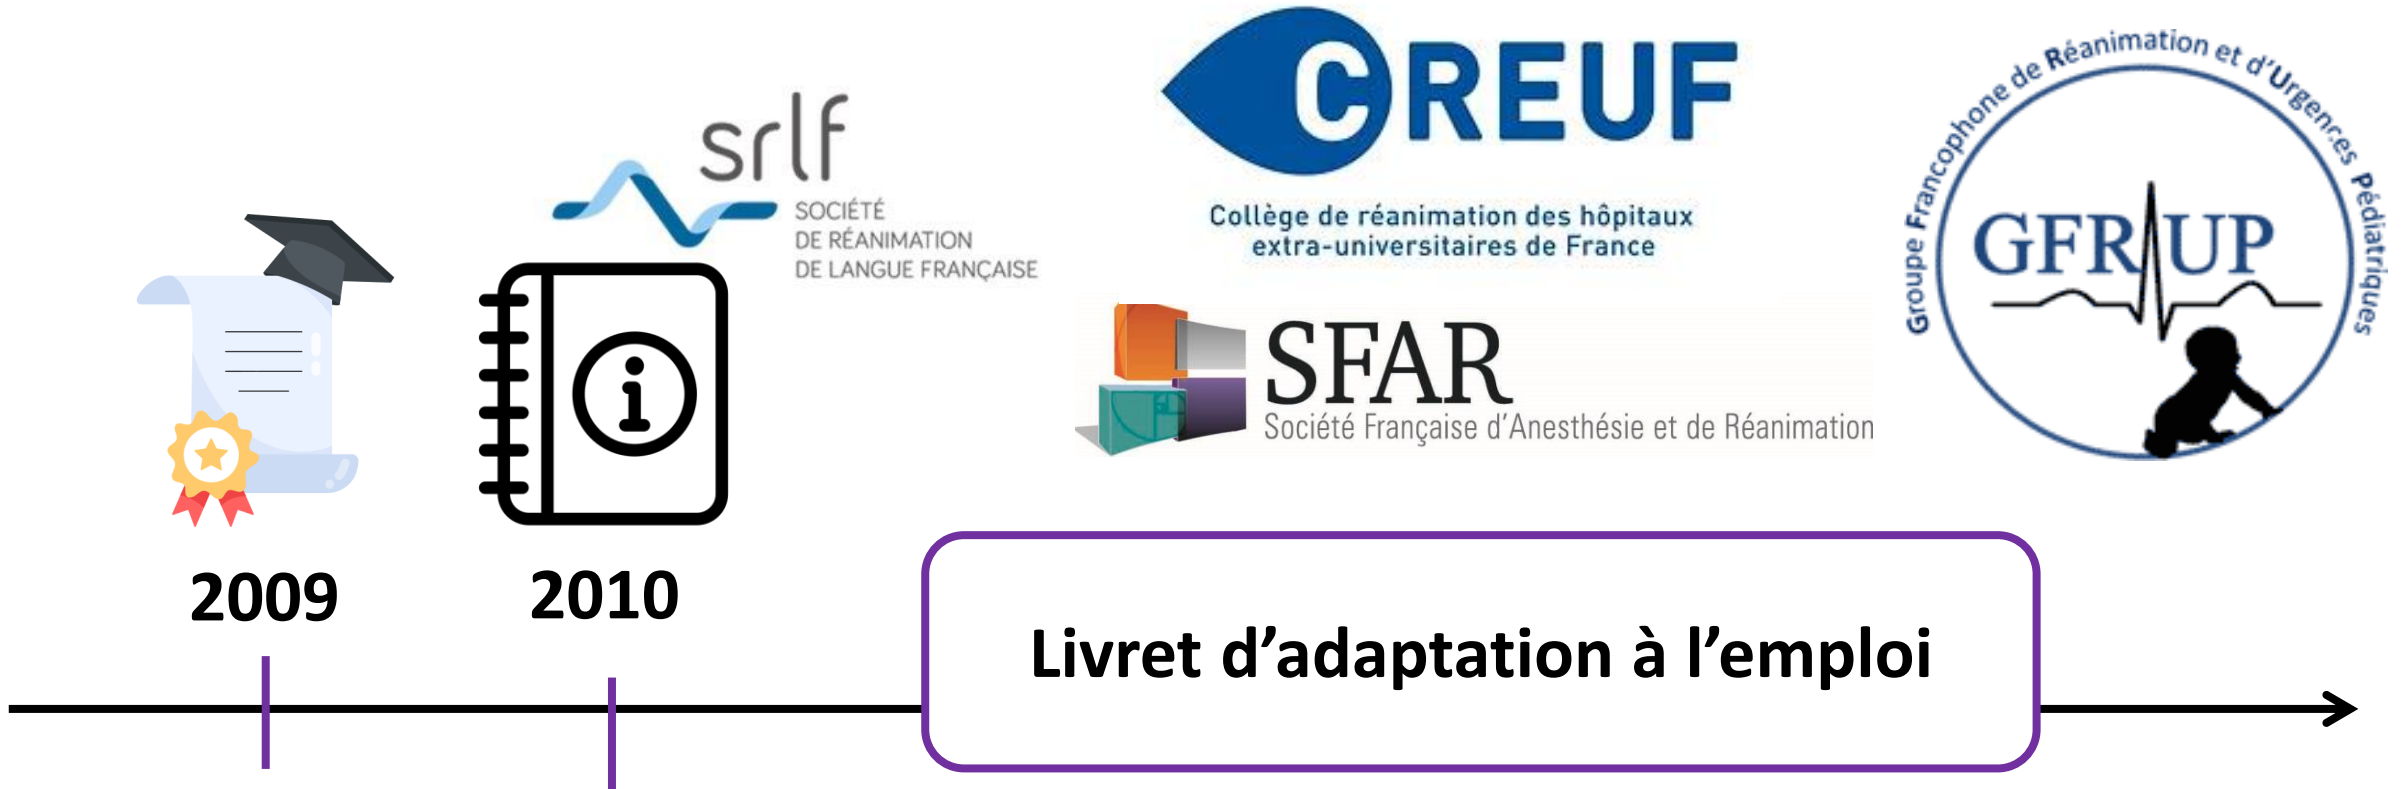 srlf
SOCIÉTÉ
DE RÉANIMATION
DE LANGUE FRANÇAISE
CREUF
Collège de réanimation des hôpitaux
extra-universitaires de France
SFAR
Société Française d'Anesthésie et de Réanimation
Groupe Francophone de Réanimation et d'Urgences Pédiatriques
GFRUP
i
2009
2010
Livret d’adaptation à l’emploi